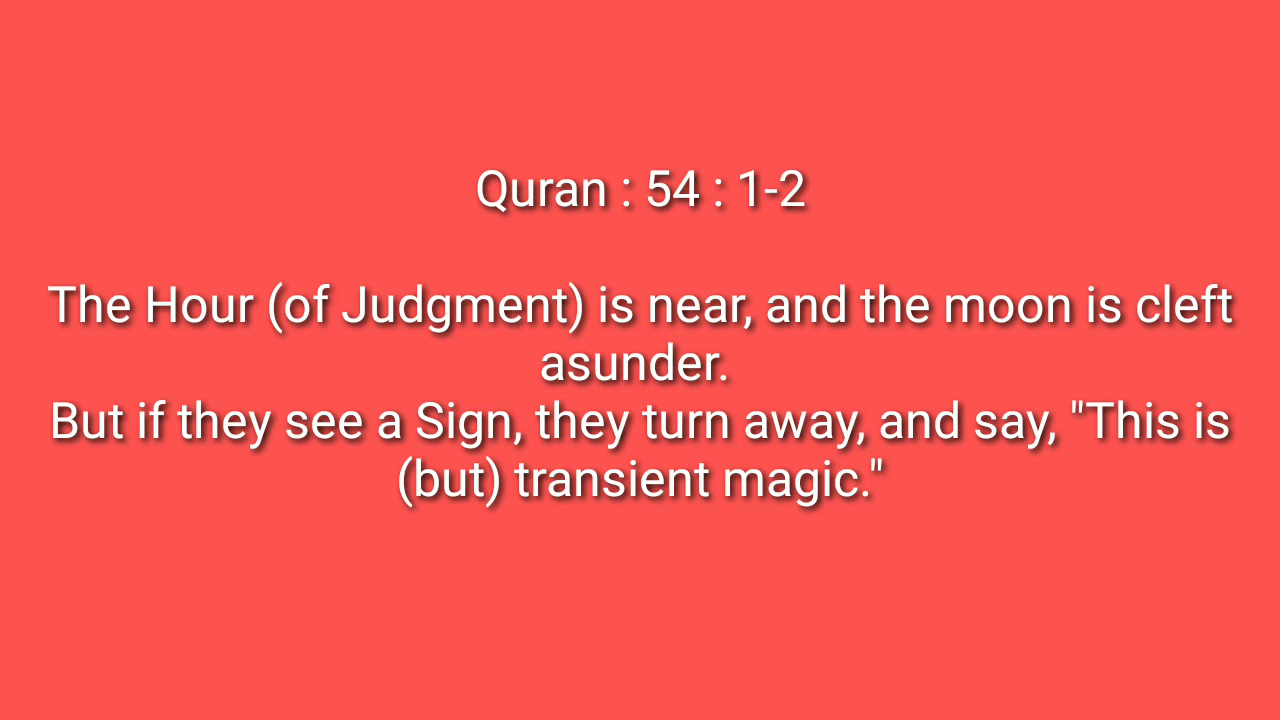 Quran : 54 : 1-2
The Hour (of Judgment) is near, and the moon is cleft
asunder.
But if they see a Sign, they turn away, and say, "This is
(but) transient magic."